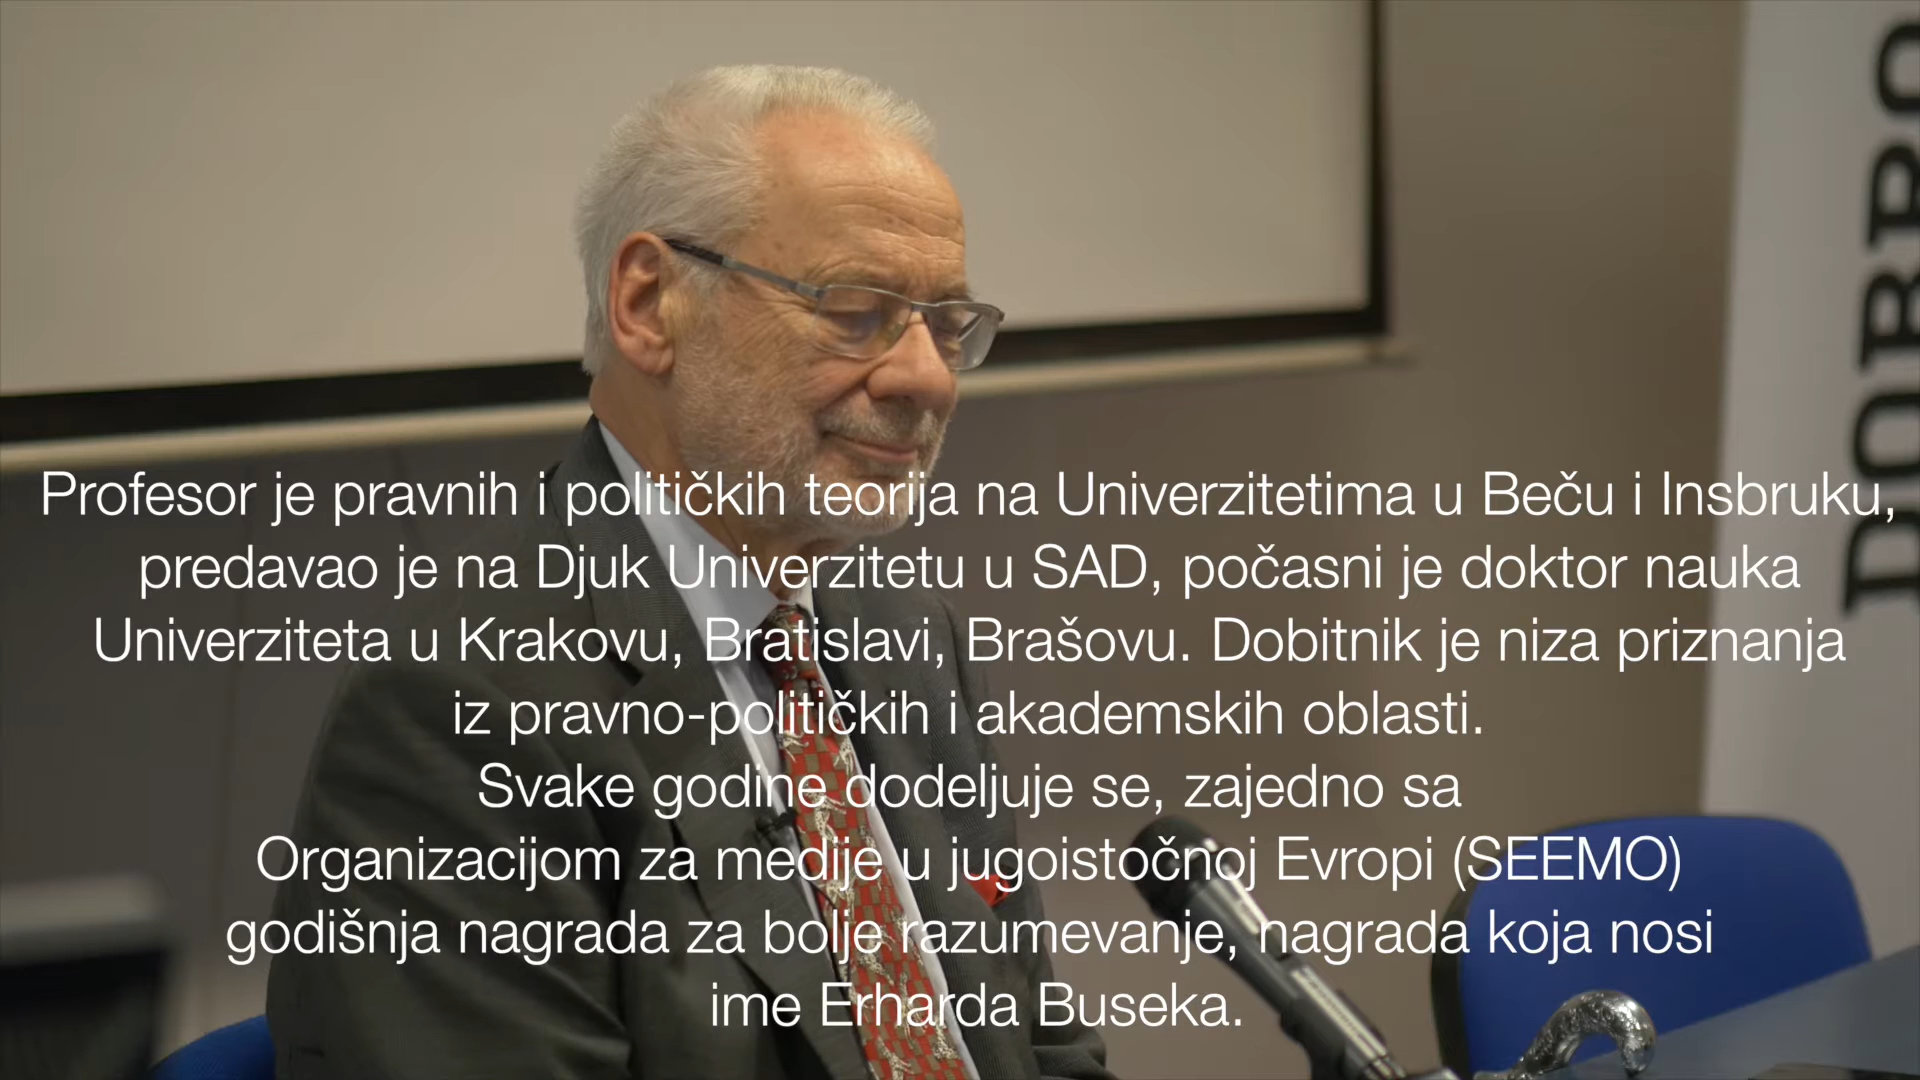 Profesor je pravnih i političkih teorija na Univerzitetima u Beču i Insbruku,
predavao je na Djuk Univerzitetu u SAD, počasni je doktor nauka
Univerziteta u Krakovu, Bratislavi, Brašovu. Dobitnik je niza priznanja
iz pravno-političkih i akademskih oblasti.
Svake godine dodeljuje se, zajedno sa
Organizacijom za medije u jugoistočnoj Evropi (SEEMO)
godišnja nagrada za bolje razumevanje, nagrada koja nosi
ime Erharda Buseka.
DOBRO